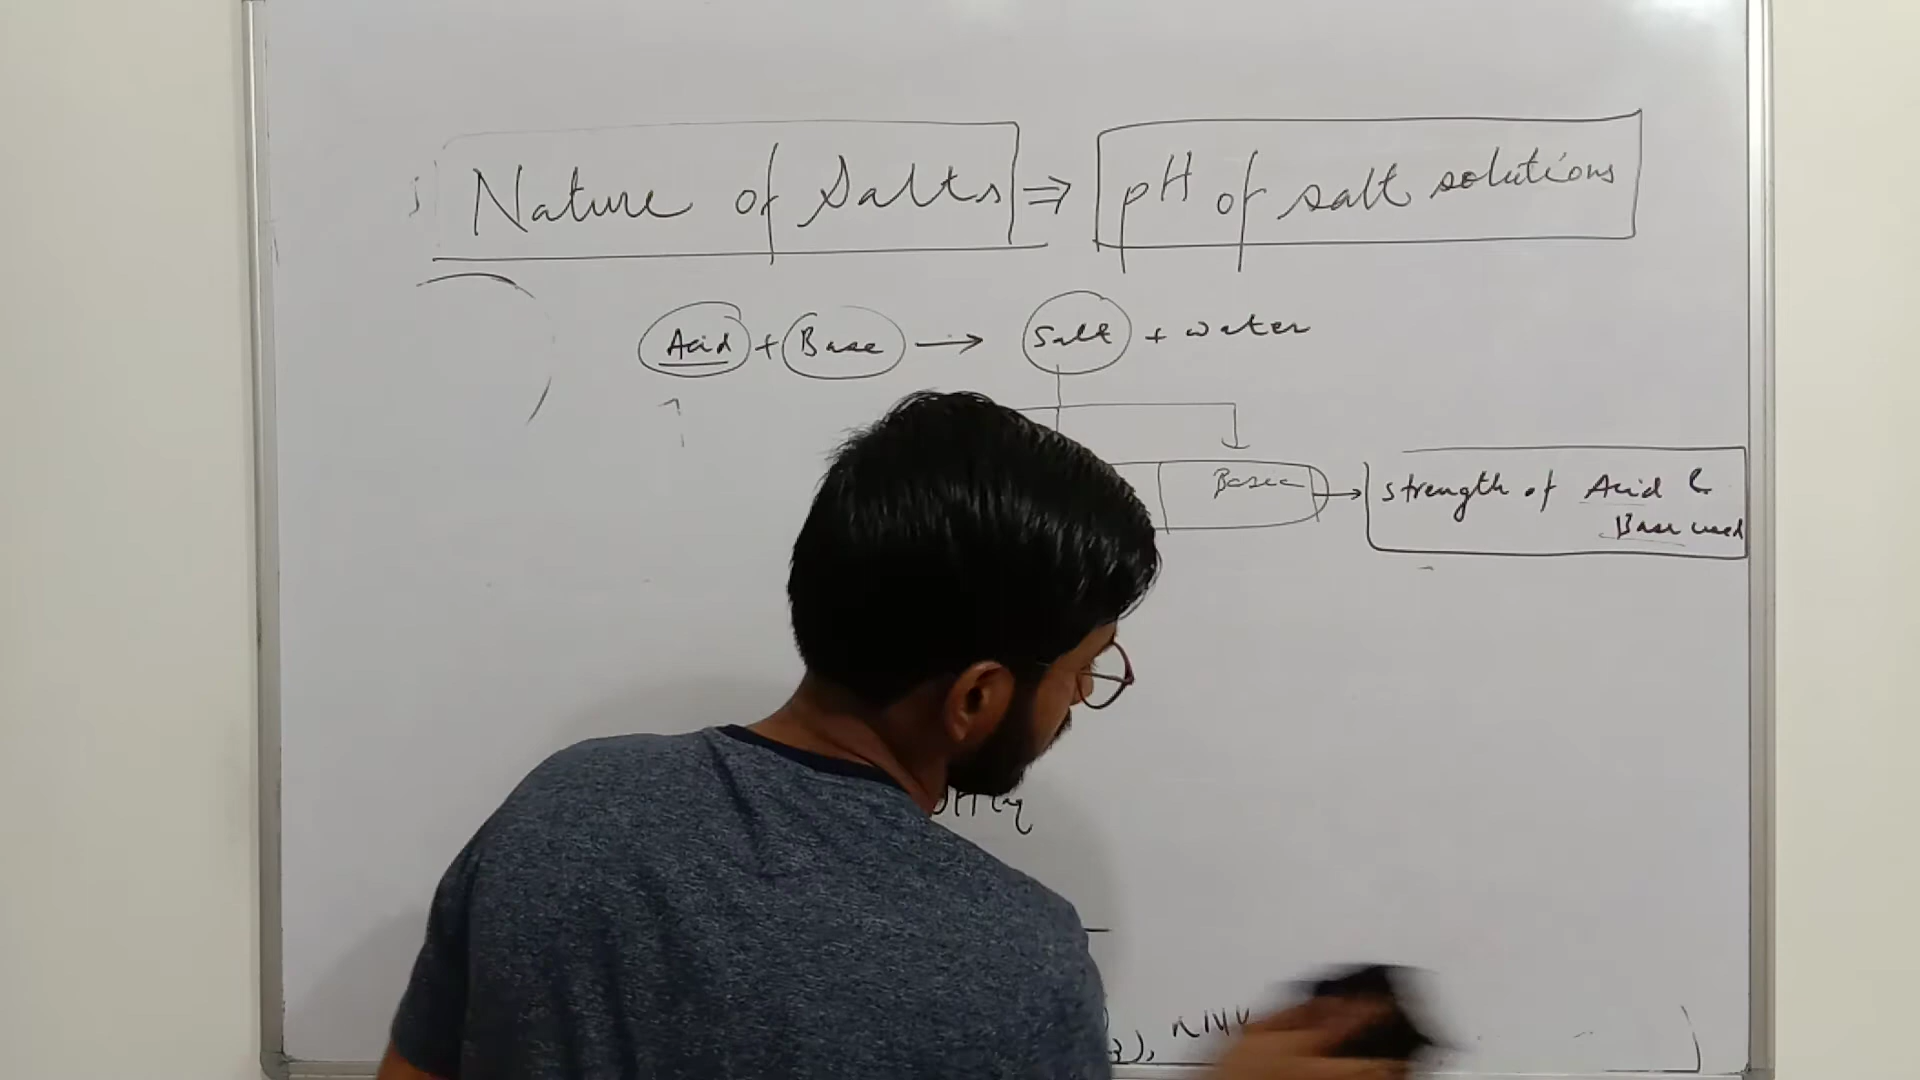 Nature of Salts ⇒ pH of salt solutions
Acid + Base → Salt + water
Basic → strength of Acid &
Base used